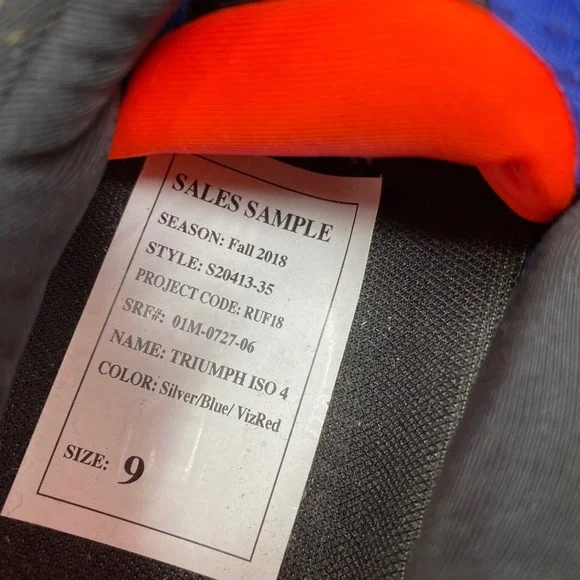 SALES SAMPLE
SEASON: Fall 2018
STYLE: S20413-35
PROJECT CODE: RUF18
SRF#: 01M-0727-06
NAME: TRIUMPH ISO 4
COLOR: Silver/Blue/ VizRed
SIZE: 9